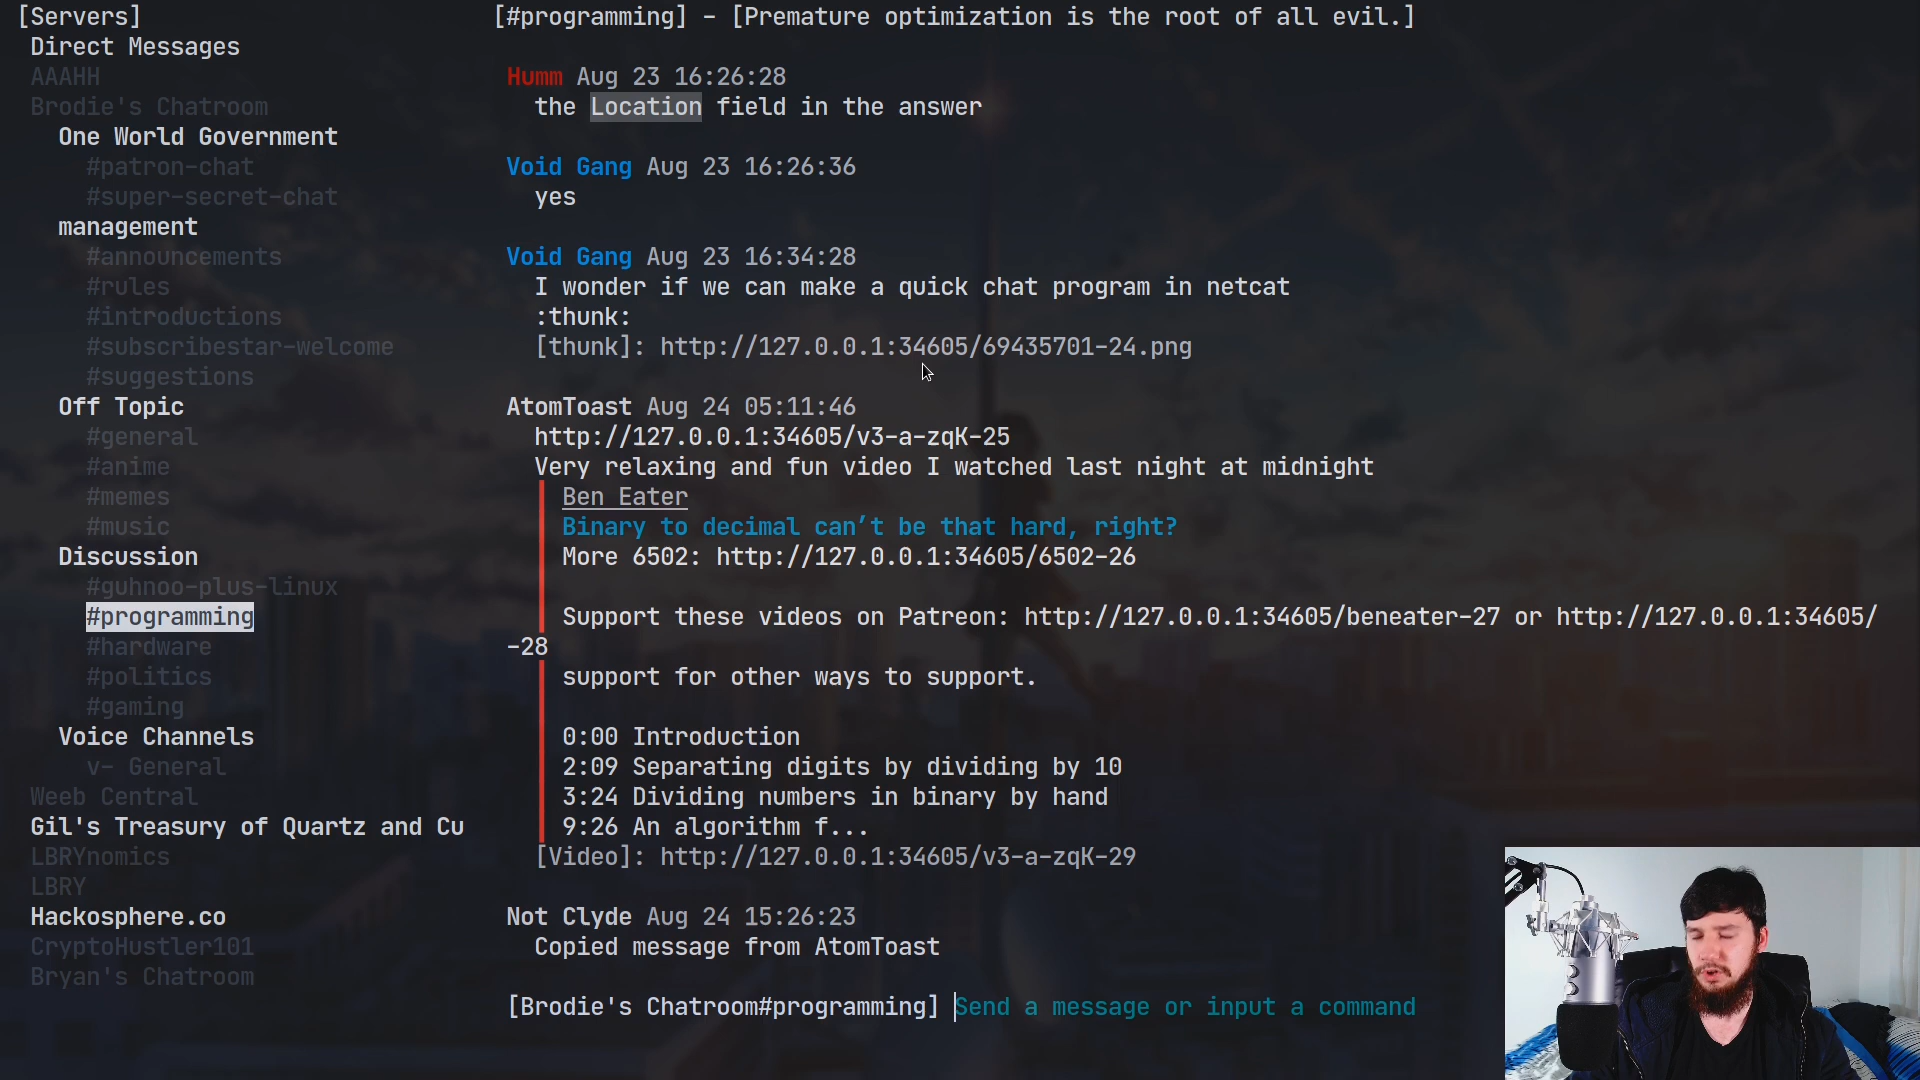 [Servers]
Direct Messages
AAAHH
Brodie's Chatroom
One World Government
#patron-chat
#super-secret-chat
management
#announcements
#rules
#introductions
#subscribestar-welcome
#suggestions
Off Topic
#general
#anime
#memes
#music
Discussion
#guhnoo-plus-linux
#programming
#hardware
#politics
#gaming
Voice Channels
v- General
Weeb Central
Gil's Treasury of Quartz and Cu
LBRYnomics
LBRY
Hackosphere.co
CryptoHustler101
Bryan's Chatroom
[#programming] - [Premature optimization is the root of all evil.]
Humm Aug 23 16:26:28
the Location field in the answer
Void Gang Aug 23 16:26:36
yes
Void Gang Aug 23 16:34:28
I wonder if we can make a quick chat program in netcat
:thunk:
[thunk]: http://127.0.0.1:34605/69435701-24.png
AtomToast Aug 24 05:11:46
http://127.0.0.1:34605/v3-a-zqK-25
Very relaxing and fun video I watched last night at midnight
Ben Eater
Binary to decimal can’t be that hard, right?
More 6502: http://127.0.0.1:34605/6502-26
Support these videos on Patreon: http://127.0.0.1:34605/beneater-27 or http://127.0.0.1:34605/
-28
support for other ways to support.
0:00 Introduction
2:09 Separating digits by dividing by 10
3:24 Dividing numbers in binary by hand
9:26 An algorithm f...
[Video]: http://127.0.0.1:34605/v3-a-zqK-29
Not Clyde Aug 24 15:26:23
Copied message from AtomToast
[Brodie's Chatroom#programming] Send a message or input a command